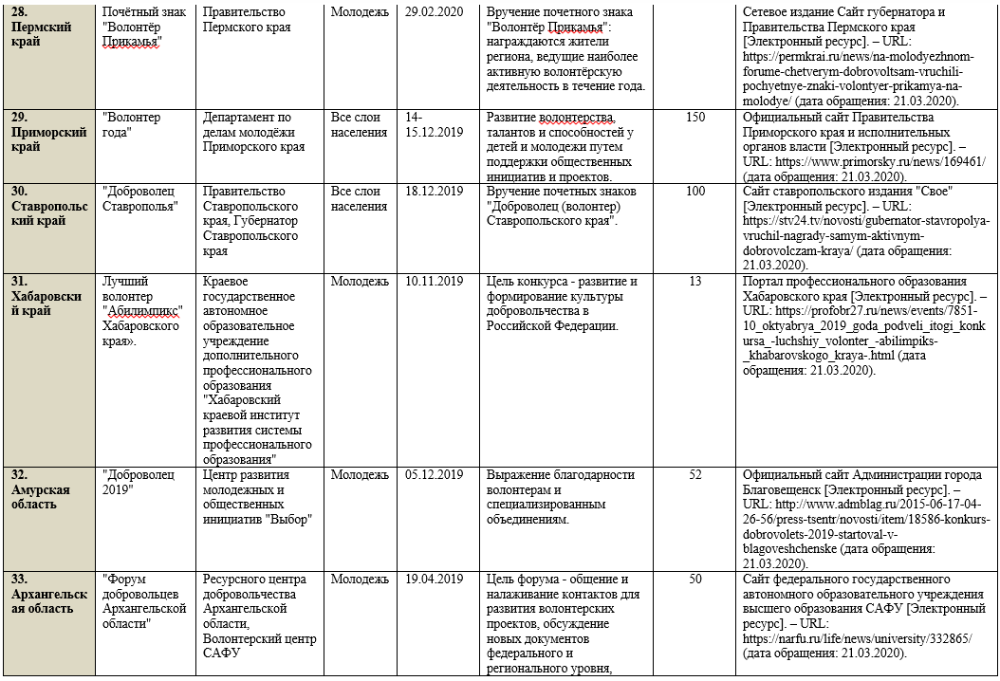 28.
Пермский
край
Почётный знак
"Волонтёр
Прикамья"
Правительство
Пермского края
Молодежь
29.02.2020
Вручение почетного знака
"Волонтёр Прикамья":
награждаются жители
региона, ведущие наиболее
активную волонтёрскую
деятельность в течение года.
Сетевое издание Сайт губернатора и
Правительства Пермского края
[Электронный ресурс]. – URL:
https://permkrai.ru/news/na-molodyezhnom-
forume-chetverym-dobrovoltsam-vruchili-
pochyetnye-znaki-volontyer-prikamya-na-
molodye/ (дата обращения: 21.03.2020).
29.
Приморский
край
"Волонтер
года"
Департамент по
делам молодёжи
Приморского края
Все слои
населения
14-
15.12.2019
Развитие волонтерства,
талантов и способностей у
детей и молодежи путем
поддержки общественных
инициатив и проектов.
150
Официальный сайт Правительства
Приморского края и исполнительных
органов власти [Электронный ресурс]. –
URL: https://www.primorsky.ru/news/169461/
(дата обращения: 21.03.2020).
30.
Ставропольс
кий край
"Доброволец
Ставрополья"
Правительство
Ставропольского
края, Губернатор
Ставропольского
края
Все слои
населения
18.12.2019
Вручение почетных знаков
"Доброволец (волонтер)
Ставропольского края".
100
Сайт ставропольского издания "Свое"
[Электронный ресурс]. – URL:
https://stv24.tv/novosti/gubernator-stavropolya-
vruchil-nagrady-samym-aktivnym-
dobrovolczam-kraya/ (дата обращения:
21.03.2020).
31.
Хабаровски
й край
Лучший
волонтер
"Абилимпикс"
Хабаровского
края».
Краевое
государственное
автономное
образовательное
учреждение
дополнительного
профессионального
образования
"Хабаровский
краевой институт
развития системы
профессионального
образования"
Молодежь
10.11.2019
Цель конкурса - развитие и
формирование культуры
добровольчества в
Российской Федерации.
13
Портал профессионального образования
Хабаровского края [Электронный ресурс]. –
URL: https://profobr27.ru/news/events/7851-
10_oktyabrya_2019_goda_podveli_itogi_konk
ursa_-luchshiy_volonter_-abilimpiks-
_khabarovskogo_kraya-.html (дата
обращения: 21.03.2020).
32.
Амурская
область
"Доброволец
2019"
Центр развития
молодежных и
общественных
инициатив "Выбор"
Молодежь
05.12.2019
Выражение благодарности
волонтерам и
специализированным
объединениям.
52
Официальный сайт Администрации города
Благовещенск [Электронный ресурс]. –
URL: http://www.admblag.ru/2015-06-17-04-
26-56/press-tsentr/novosti/item/18586-konkurs-
dobrovolets-2019-startoval-v-
blagoveshchenske (дата обращения:
21.03.2020).
33.
Архангельск
ая область
"Форум
добровольцев
Архангельской
области"
Ресурсного центра
добровольчества
Архангельской
области,
Волонтерский центр
САФУ
Молодежь
19.04.2019
Цель форума - общение и
налаживание контактов для
развития волонтерских
проектов, обсуждение
новых документов
федерального и
регионального уровня,
50
Сайт федерального государственного
автономного образовательного учреждения
высшего образования САФУ [Электронный
ресурс]. – URL:
https://narfu.ru/life/news/university/332865/
(дата обращения: 21.03.2020).